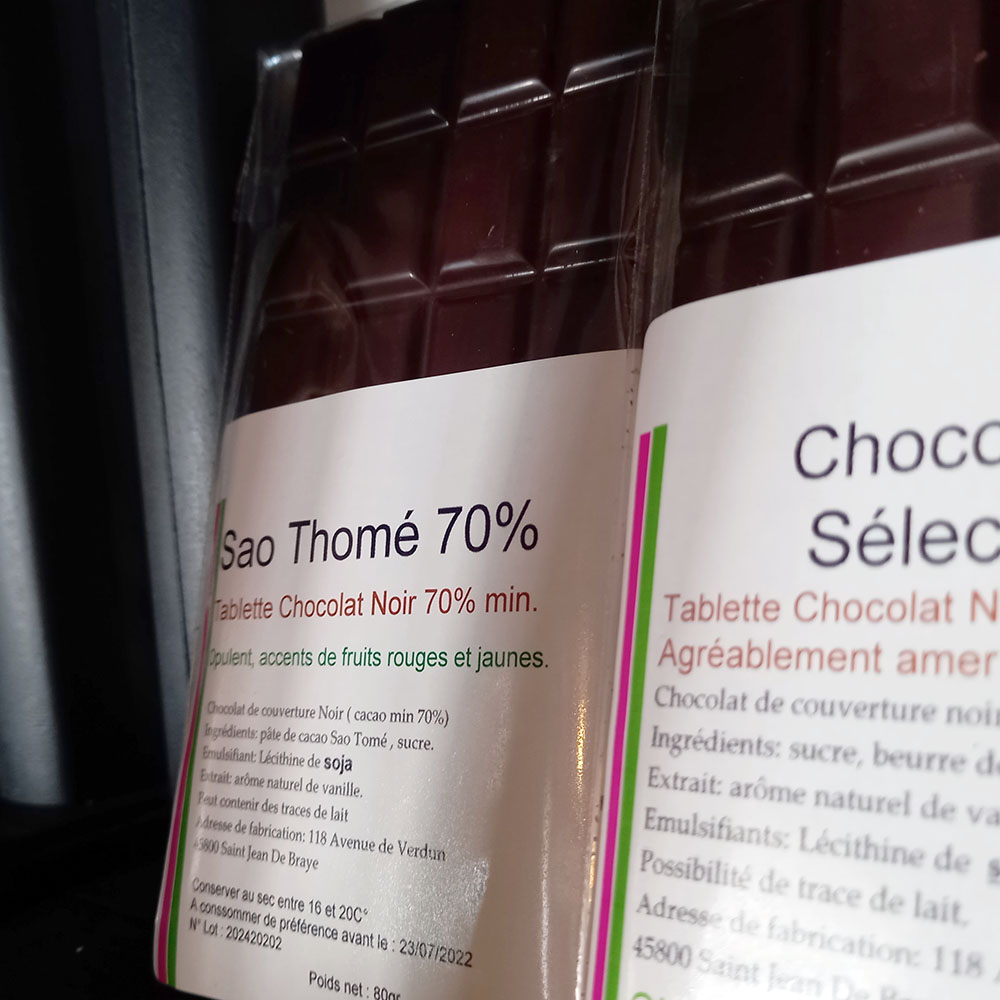 Sao Thomé 70%
Tablette Chocolat Noir 70% min.
Opulent, accents de fruits rouges et jaunes.
Chocolat de couverture Noir ( cacao min 70%)
Ingrédients: pâte de cacao Sao Tomé , sucre.
Emulsifiant: Lécithine de soja
Extrait: arôme naturel de vanille.
Peut contenir des traces de lait
Adresse de fabrication: 118 Avenue de Verdun
45800 Saint Jean De Braye
Conserver au sec entre 16 et 20C°
A conssommer de préférence avant le : 23/07/2022
N° Lot : 202420202
Poids net : 80gr
Choco
Sélec
Tablette Chocolat N
Agréablement amer
Chocolat de couverture noir
Ingrédients: sucre, beurre de
Extrait: arôme naturel de va
Emulsifiants: Lécithine de s
Possibilité de trace de lait.
Adresse de fabrication: 118
45800 Saint Jean De